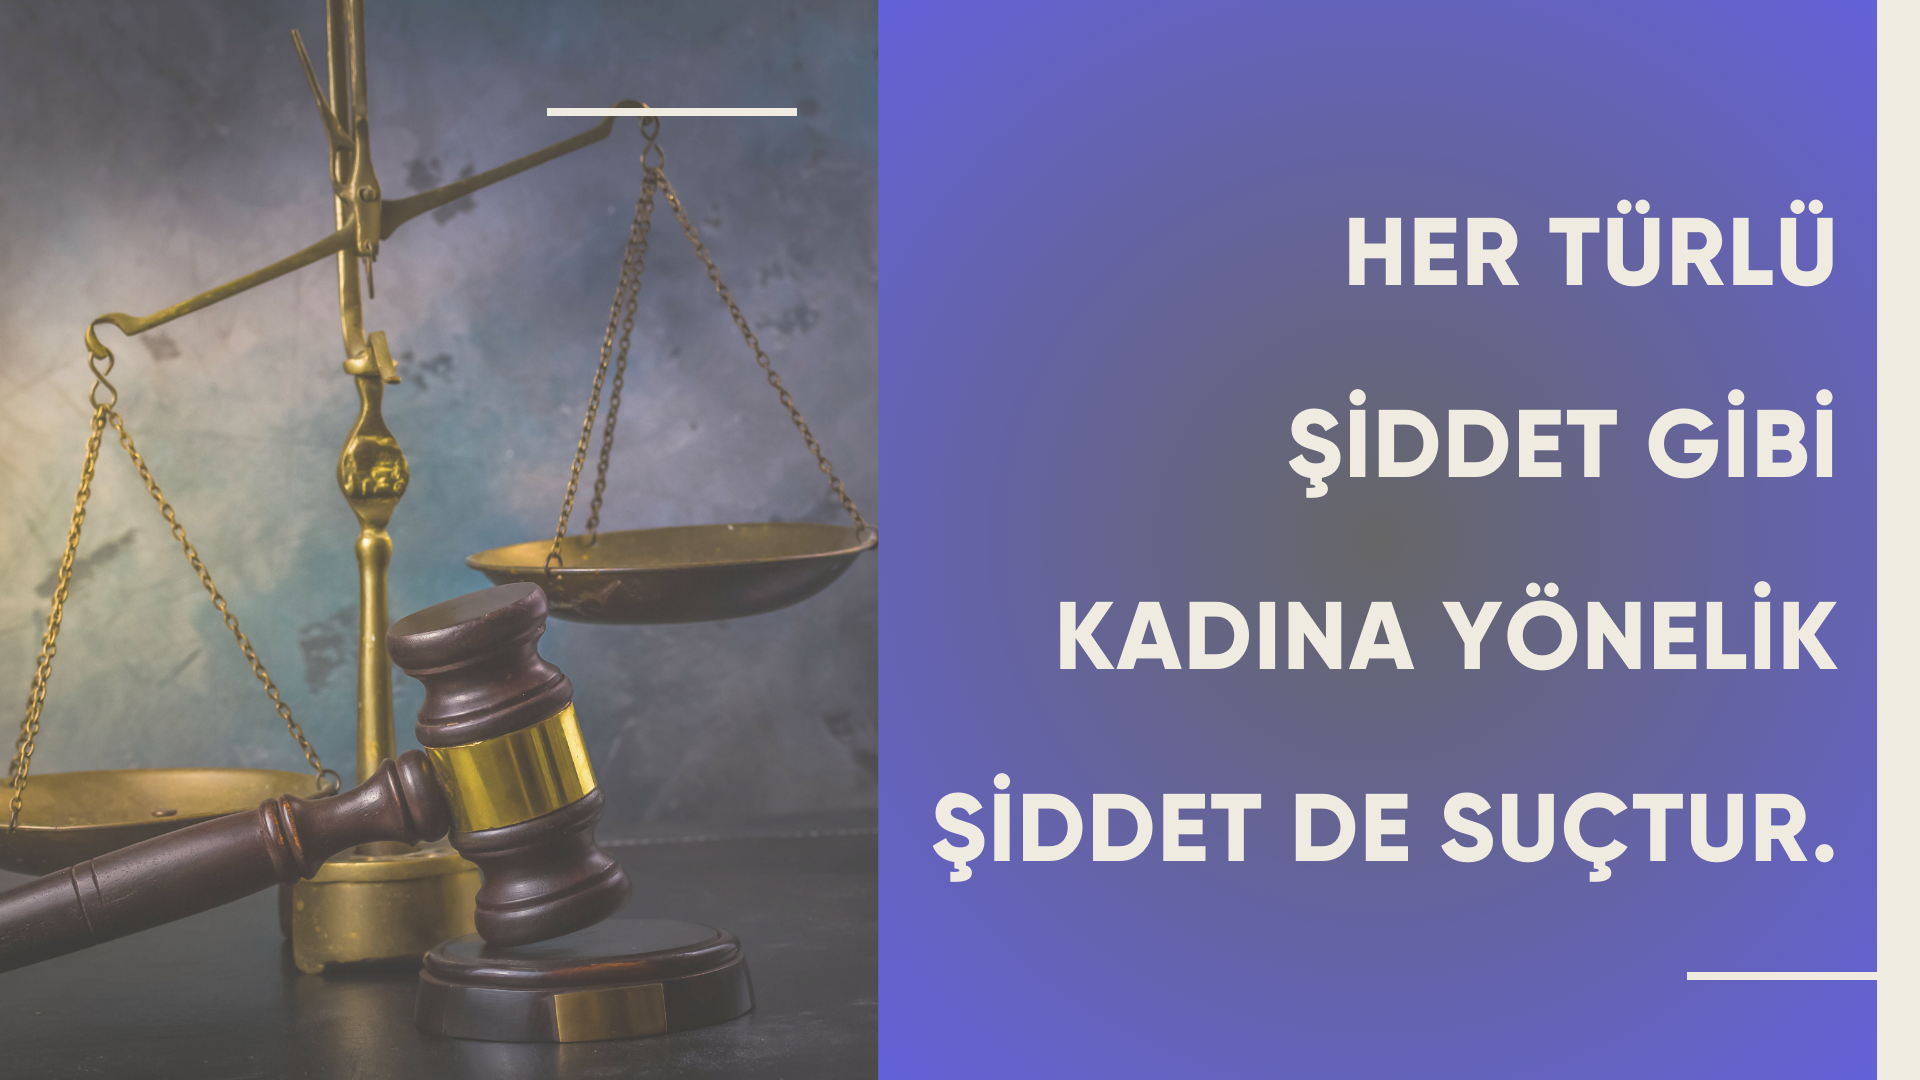 HER TÜRLÜ
ŞİDDET GİBİ
KADINA YÖNELİK
ŞİDDET DE SUÇTUR.